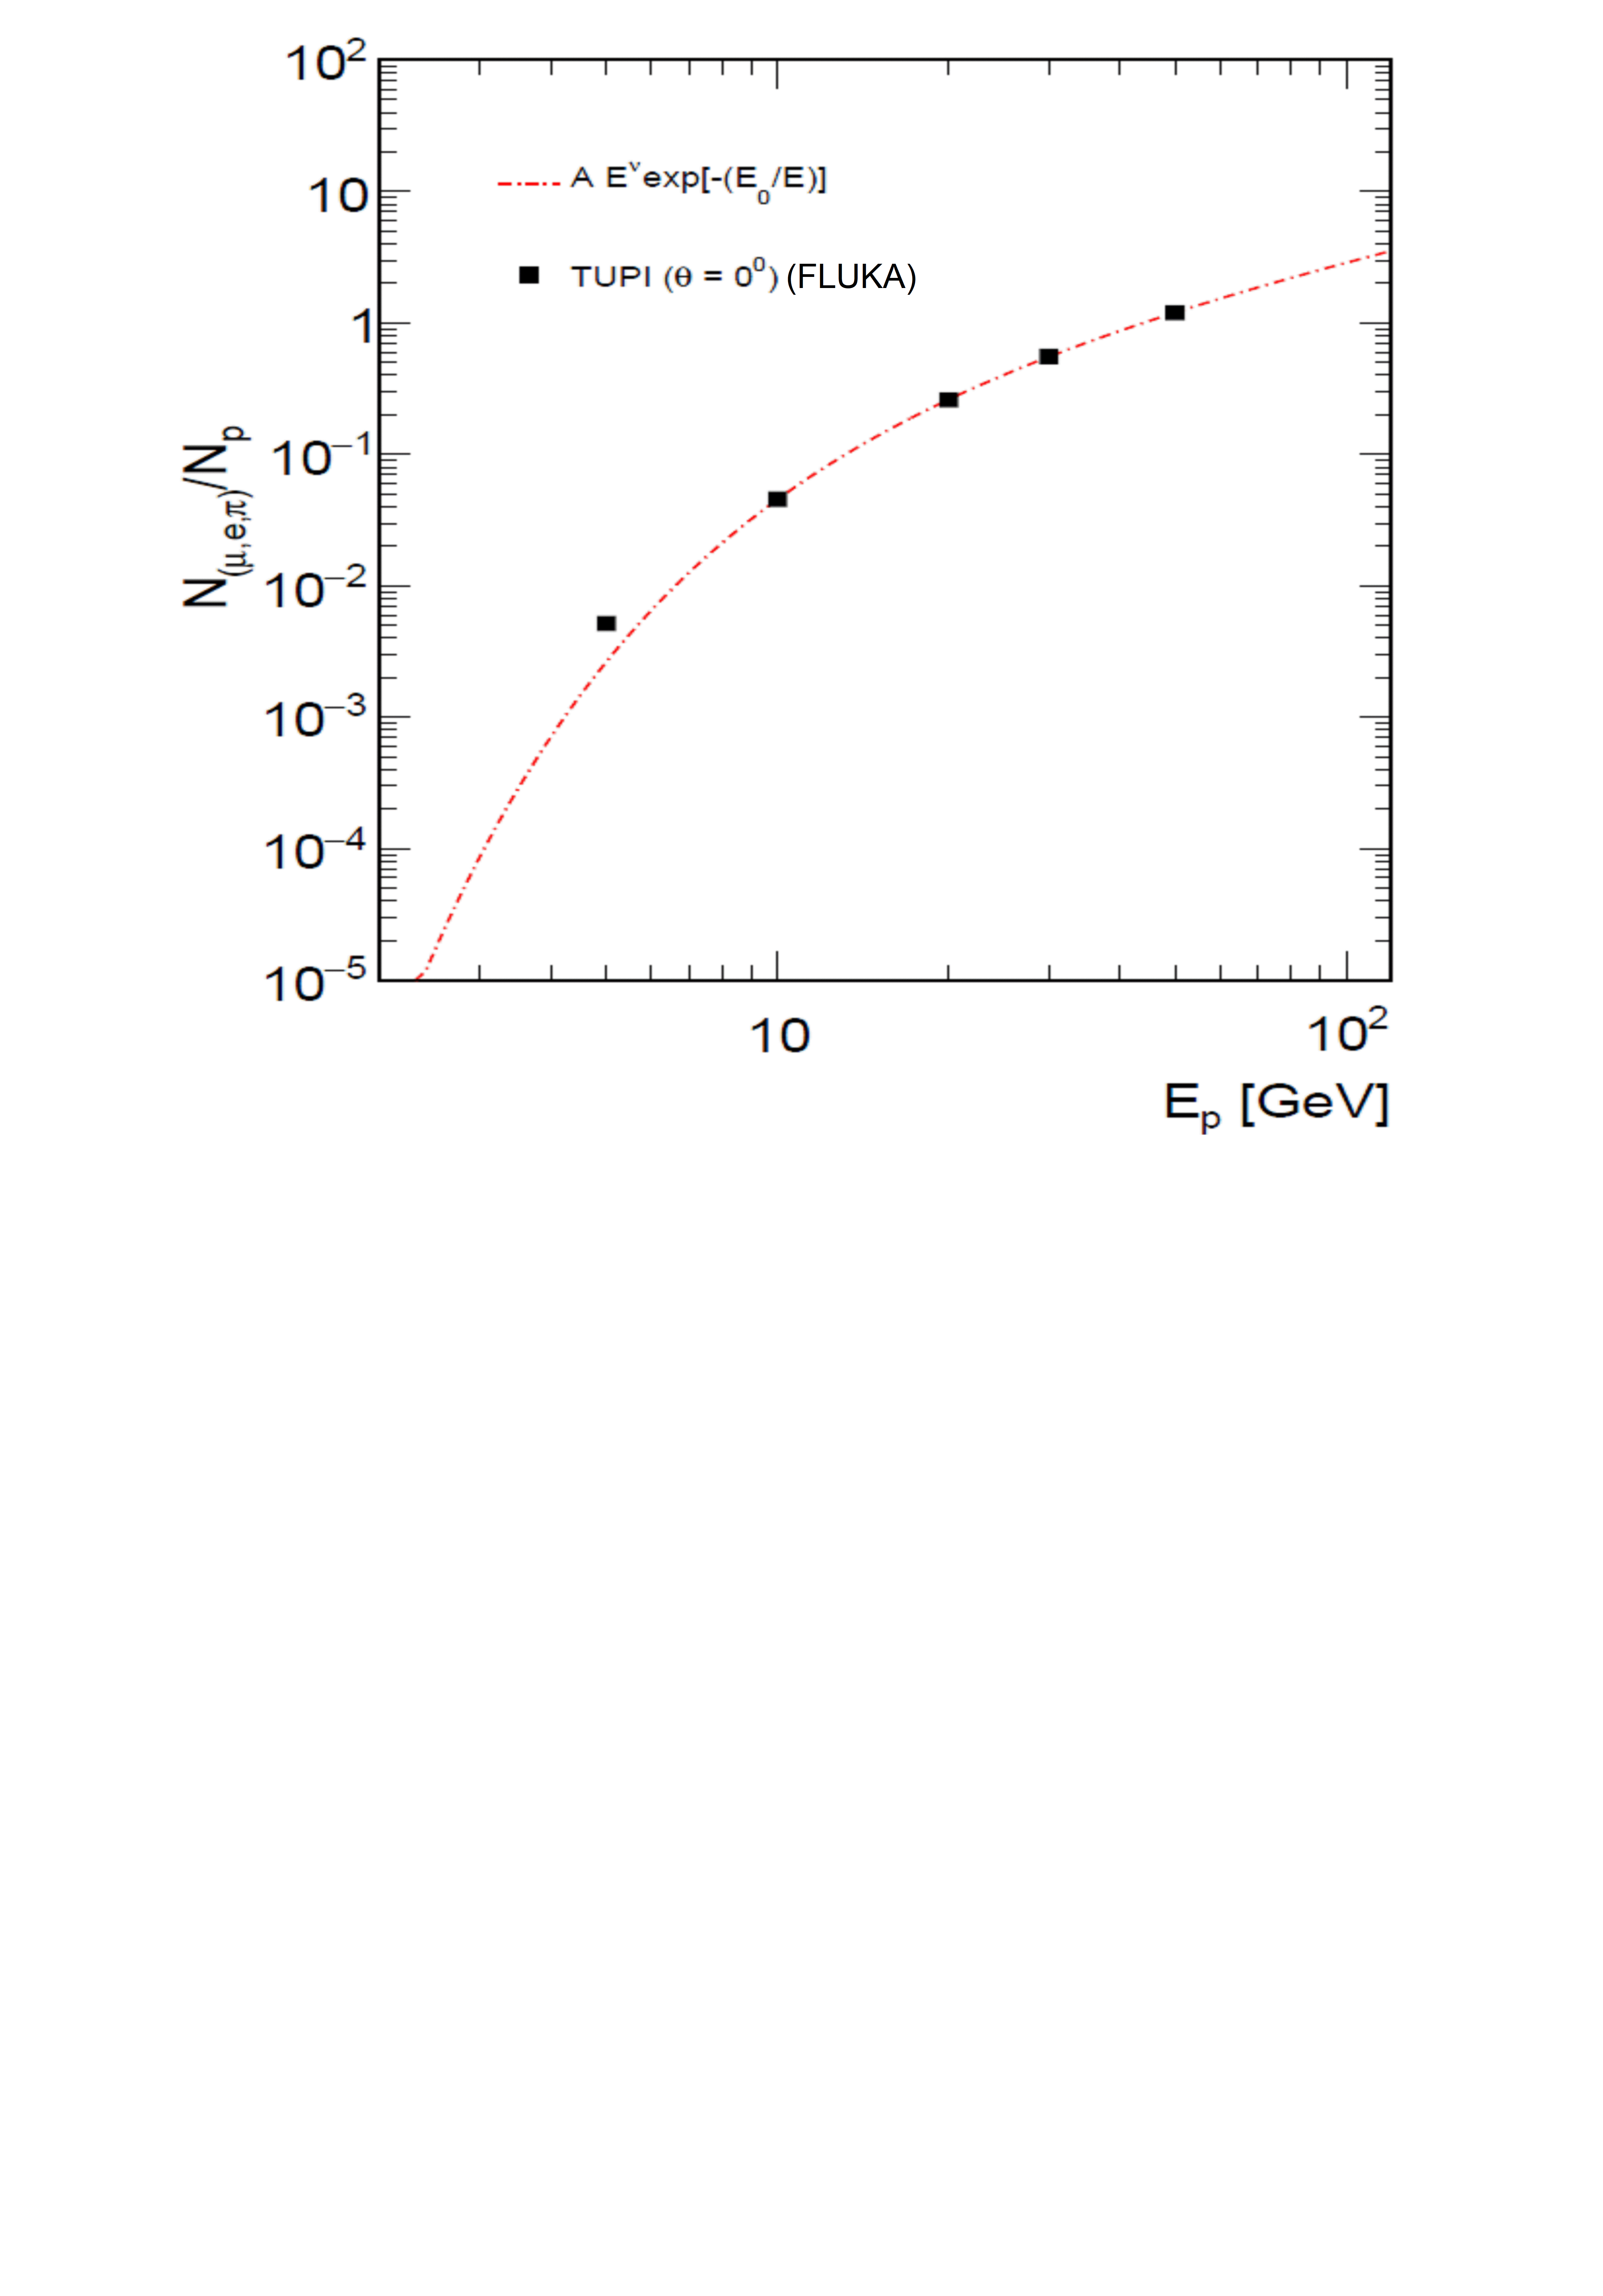 10²
10
1
10⁻¹
10⁻²
10⁻³
10⁻⁴
10⁻⁵
N(μ,e,π)/Np
A E^ν exp[-(E₀/E)]
TUPI (θ = 0⁰) (FLUKA)
10
10²
Eₚ [GeV]